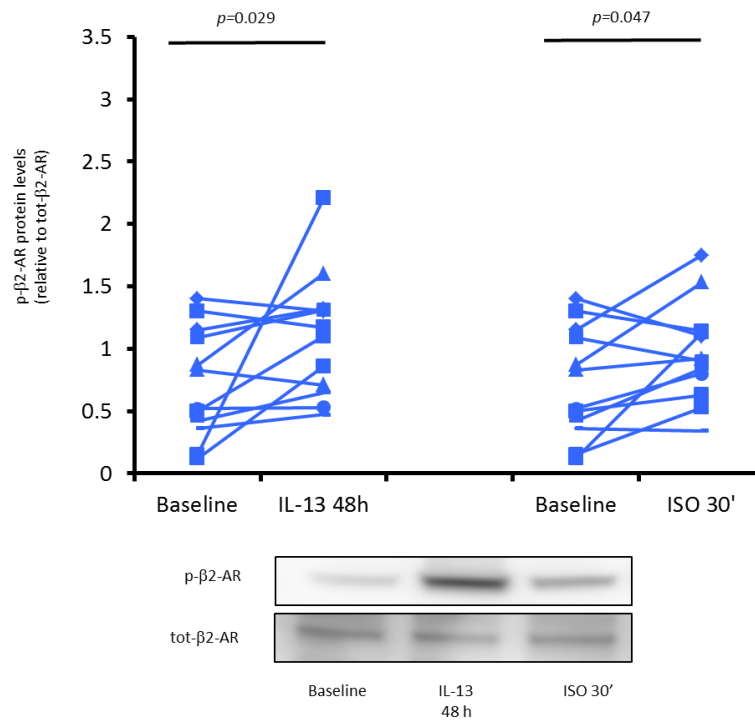 p=0.029
p=0.047
3.5
3
2.5
2
1.5
1
0.5
0
p-β2-AR protein levels
(relative to tot-β2-AR)
Baseline
IL-13 48h
Baseline
ISO 30'
p-β2-AR
tot-β2-AR
Baseline
IL-13
48 h
ISO 30’